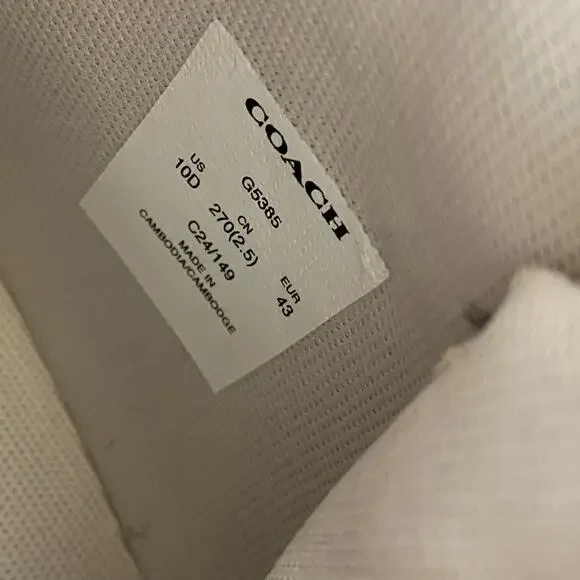 COACH
G5385
US CN EUR
10D 270(2.5) 43
C24/149
MADE IN
CAMBODIA/CAMBODGE